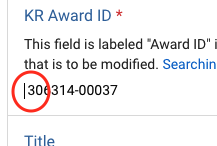 KR Award ID *
This field is labeled "Award ID" i
that is to be modified. Searchin
306314-00037
Title